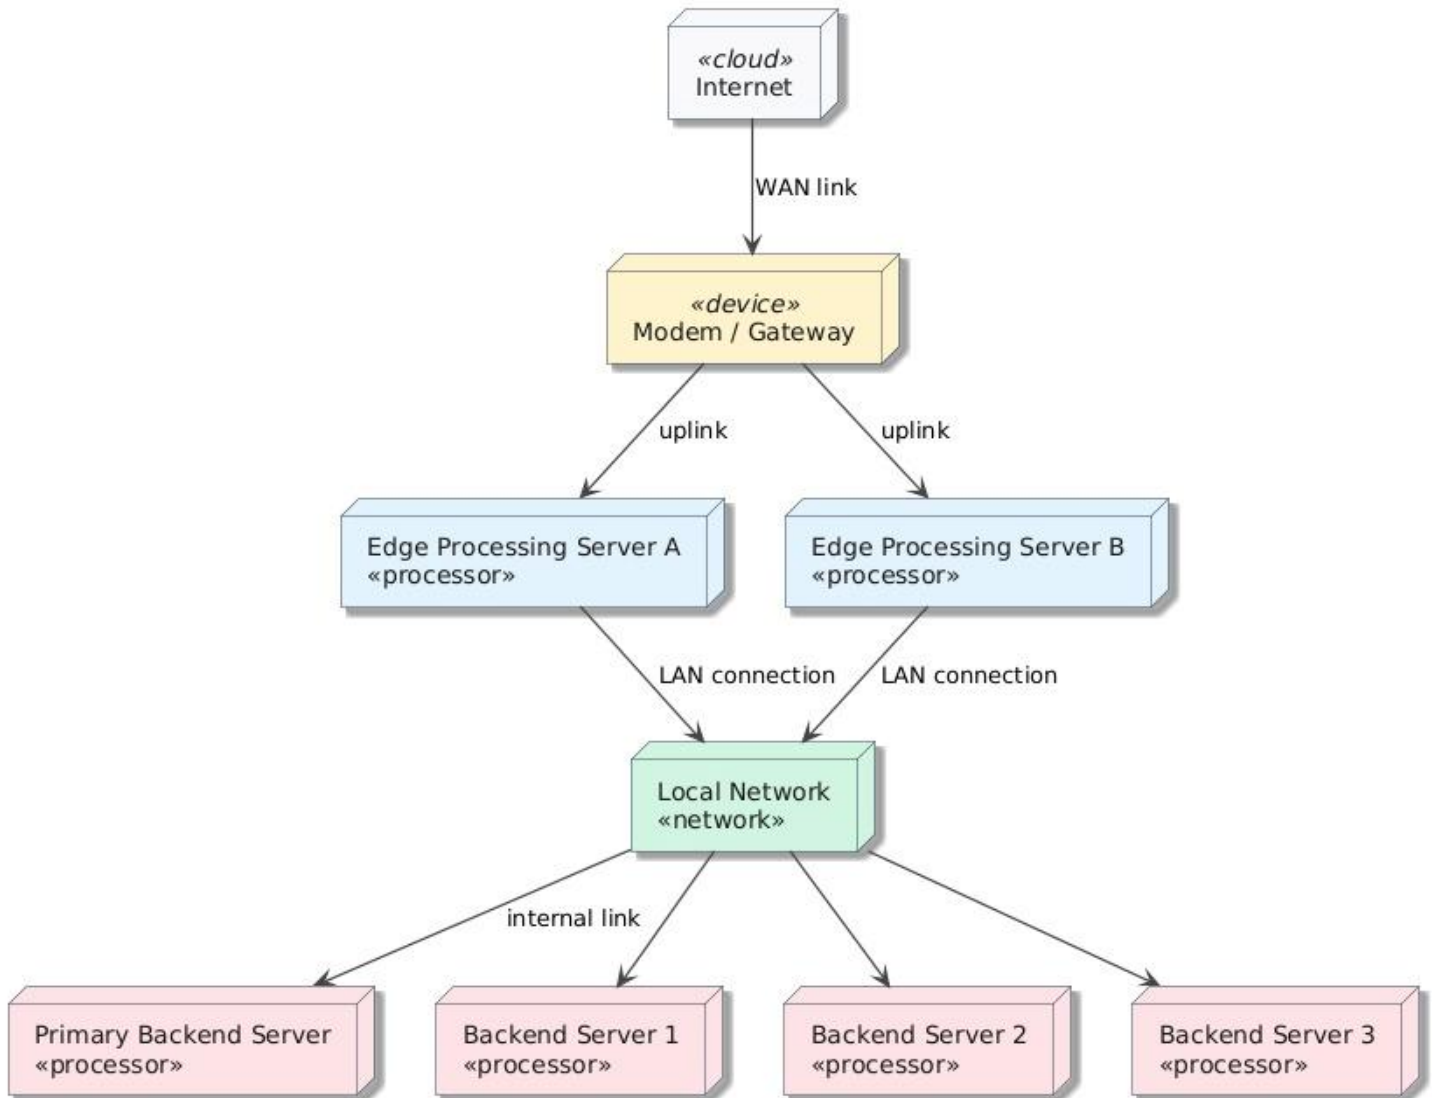 «cloud»
Internet
WAN link
«device»
Modem / Gateway
uplink
uplink
Edge Processing Server A
«processor»
Edge Processing Server B
«processor»
LAN connection
LAN connection
Local Network
«network»
internal link
Primary Backend Server
«processor»
Backend Server 1
«processor»
Backend Server 2
«processor»
Backend Server 3
«processor»